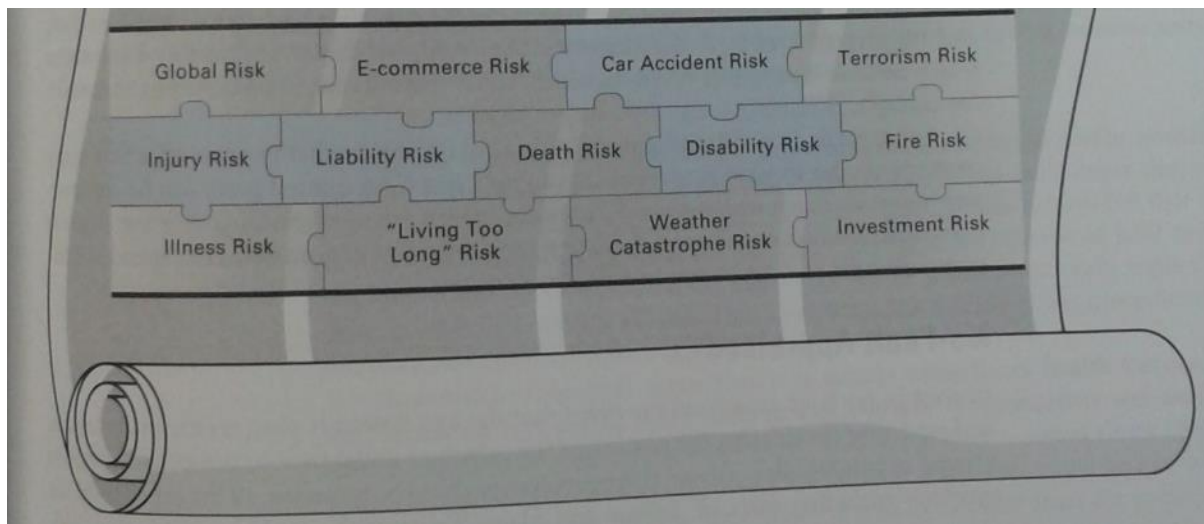 Global Risk
E-commerce Risk
Car Accident Risk
Terrorism Risk
Injury Risk
Liability Risk
Death Risk
Disability Risk
Fire Risk
Illness Risk
"Living Too
Long" Risk
Weather
Catastrophe Risk
Investment Risk